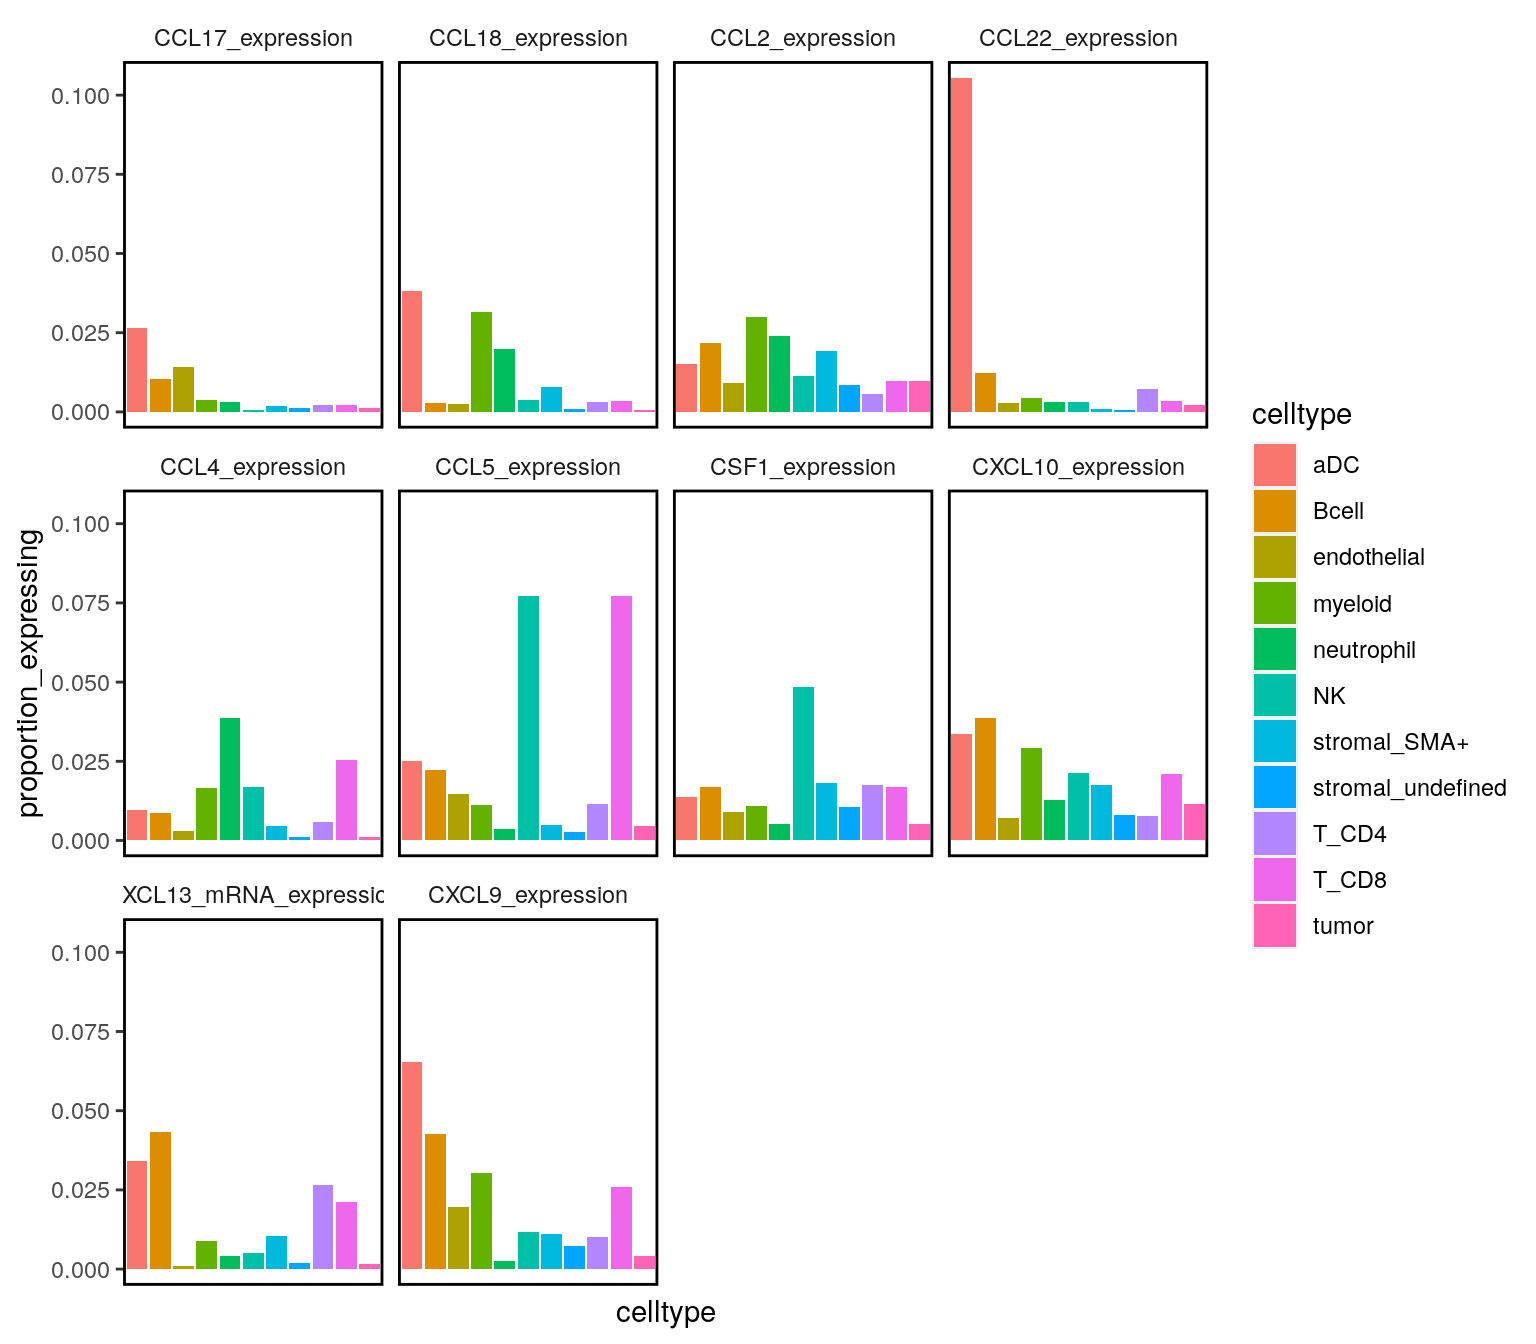 CCL17_expression CCL18_expression CCL2_expression CCL22_expression
0.100
0.075
0.050
0.025
0.000
CCL4_expression CCL5_expression CSF1_expression CXCL10_expression
0.100
0.075
0.050
0.025
0.000
XCL13_mRNA_expressio CXCL9_expression
0.100
0.075
0.050
0.025
0.000
proportion_expressing
celltype
celltype
aDC
Bcell
endothelial
myeloid
neutrophil
NK
stromal_SMA+
stromal_undefined
T_CD4
T_CD8
tumor